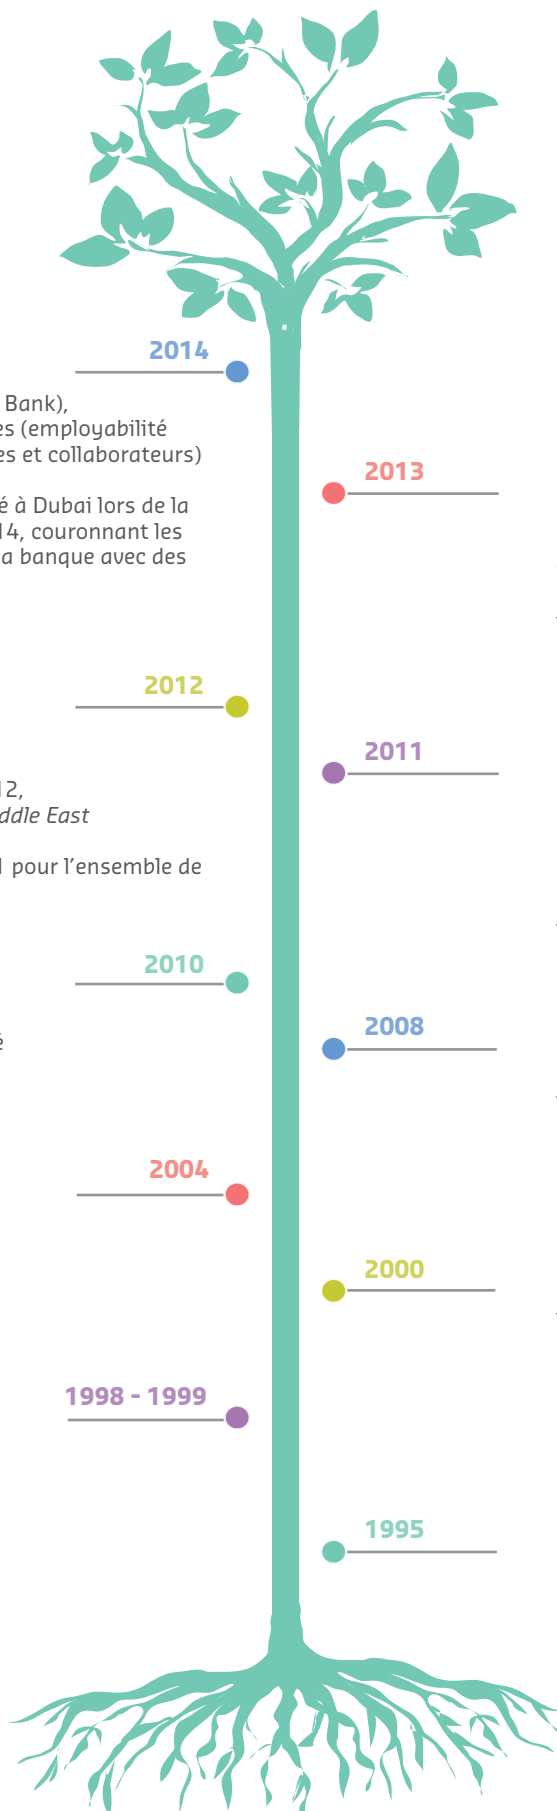 2014
Bank),
es (employabilité
es et collaborateurs)
2013
é à Dubai lors de la
14, couronnant les
a banque avec des
2012
2011
12,
ddle East
1 pour l'ensemble de
2010
2008
é
2004
2000
1998 - 1999
1995